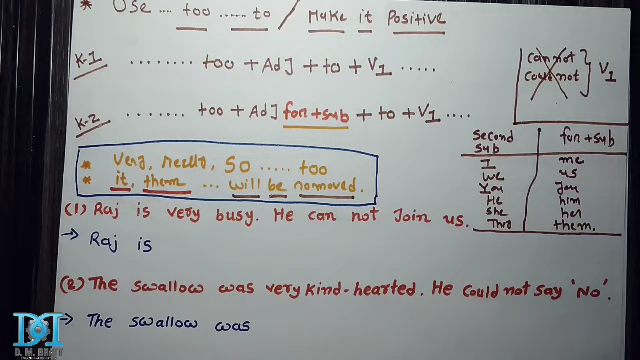 * Use .... too ...... to / Make it Positive
K-1 ........ too + Adj + to + V1 .....
K-2 ........ too + Adj for + sub + to + V1 ....
can not
could not } V1
* Very, really, so ..... too
* it, them ... will be removed.
Second sub | for + sub
I | me
We | us
You | you
He | him
She | her
They | them.
(1) Raj is very busy. He can not Join us.
→ Raj is
(2) The swallow was very kind-hearted. He could not say 'No'.
→ The swallow was